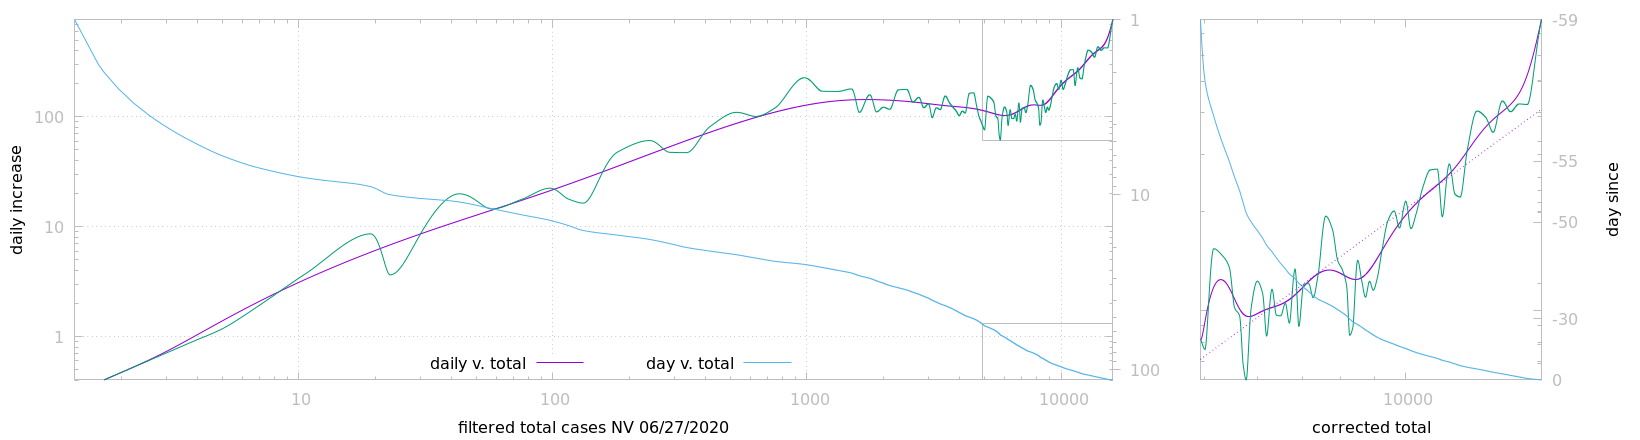 daily increase
100
10
1
10
100
1000
10000
1
10
100
daily v. total
day v. total
filtered total cases NV 06/27/2020
-59
-55
-50
-30
0
day since
10000
corrected total